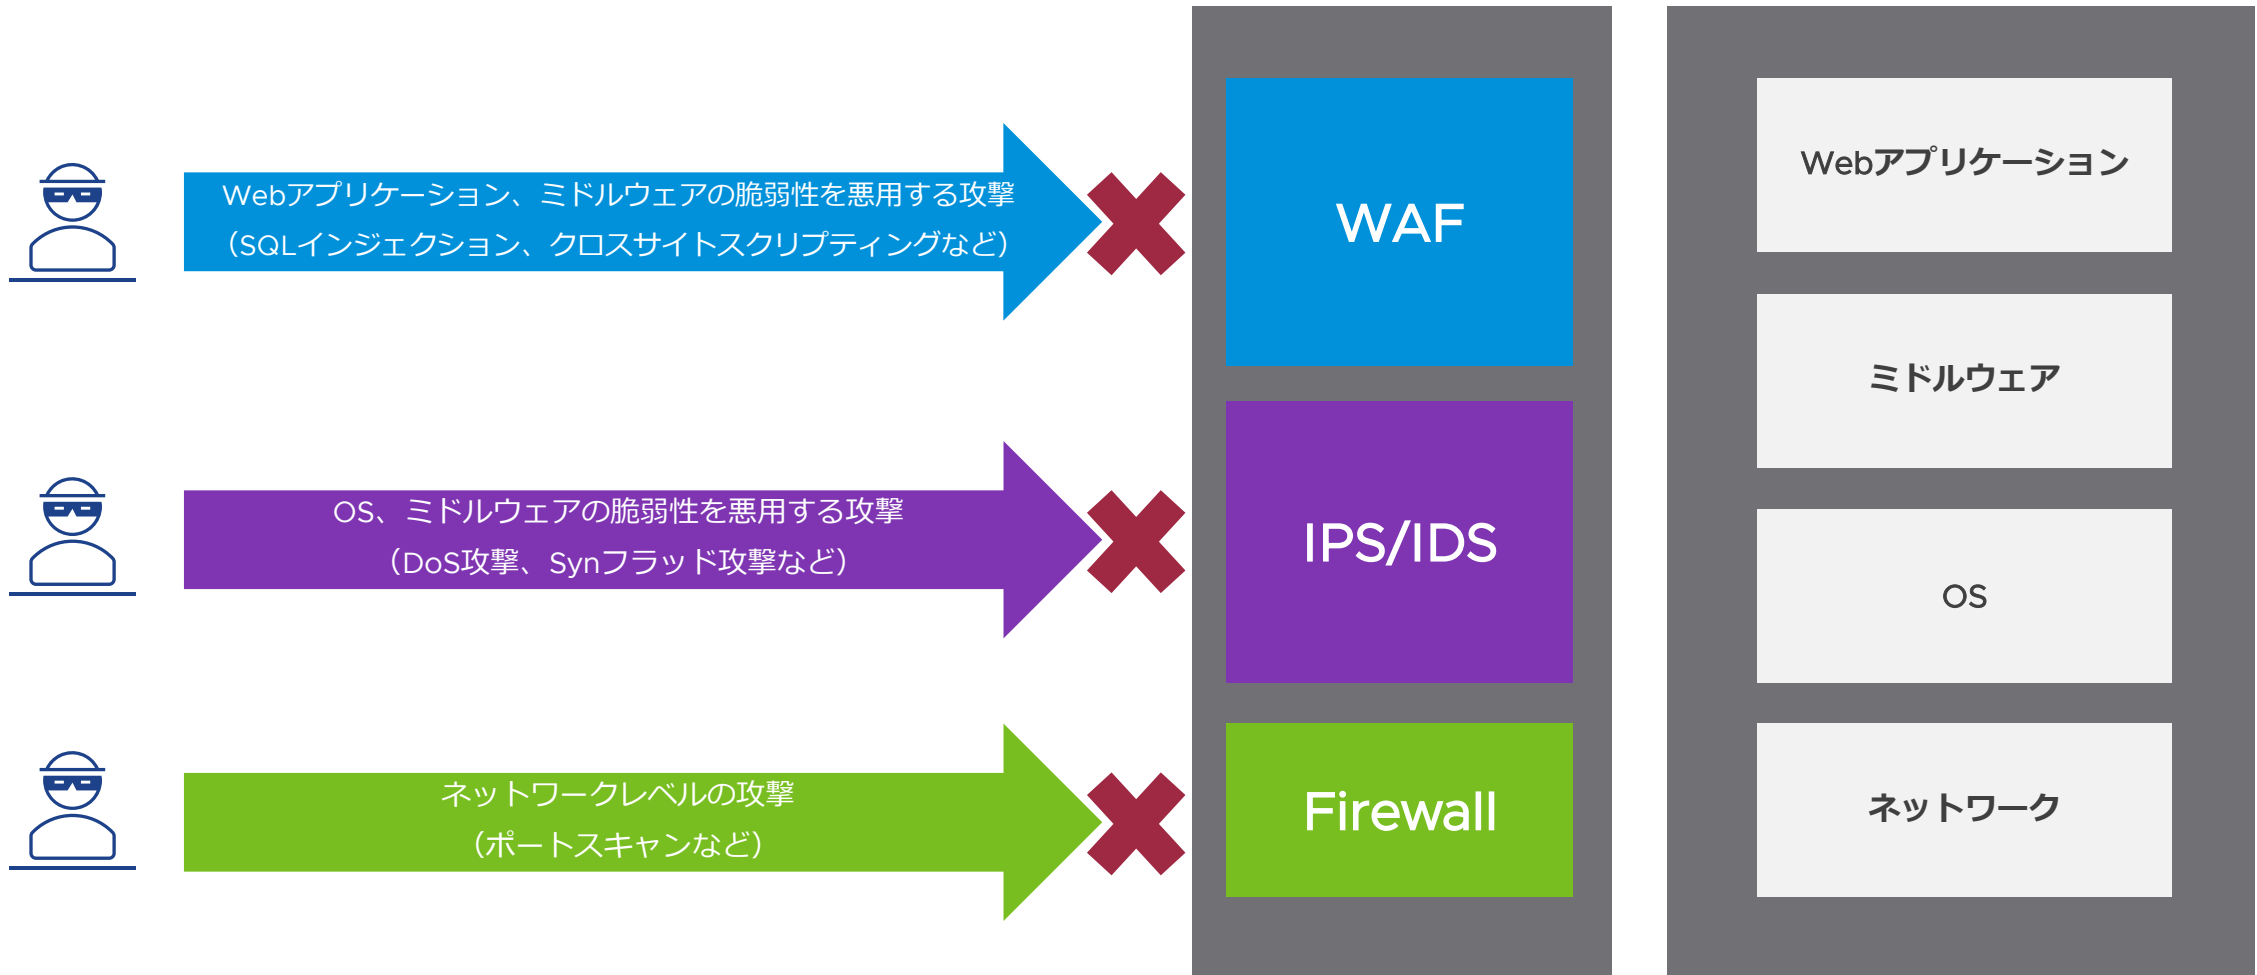 Webアプリケーション、ミドルウェアの脆弱性を悪用する攻撃
（SQLインジェクション、クロスサイトスクリプティングなど）
WAF
Webアプリケーション
ミドルウェア
OS、ミドルウェアの脆弱性を悪用する攻撃
（DoS攻撃、Synフラッド攻撃など）
IPS/IDS
OS
ネットワークレベルの攻撃
（ポートスキャンなど）
Firewall
ネットワーク